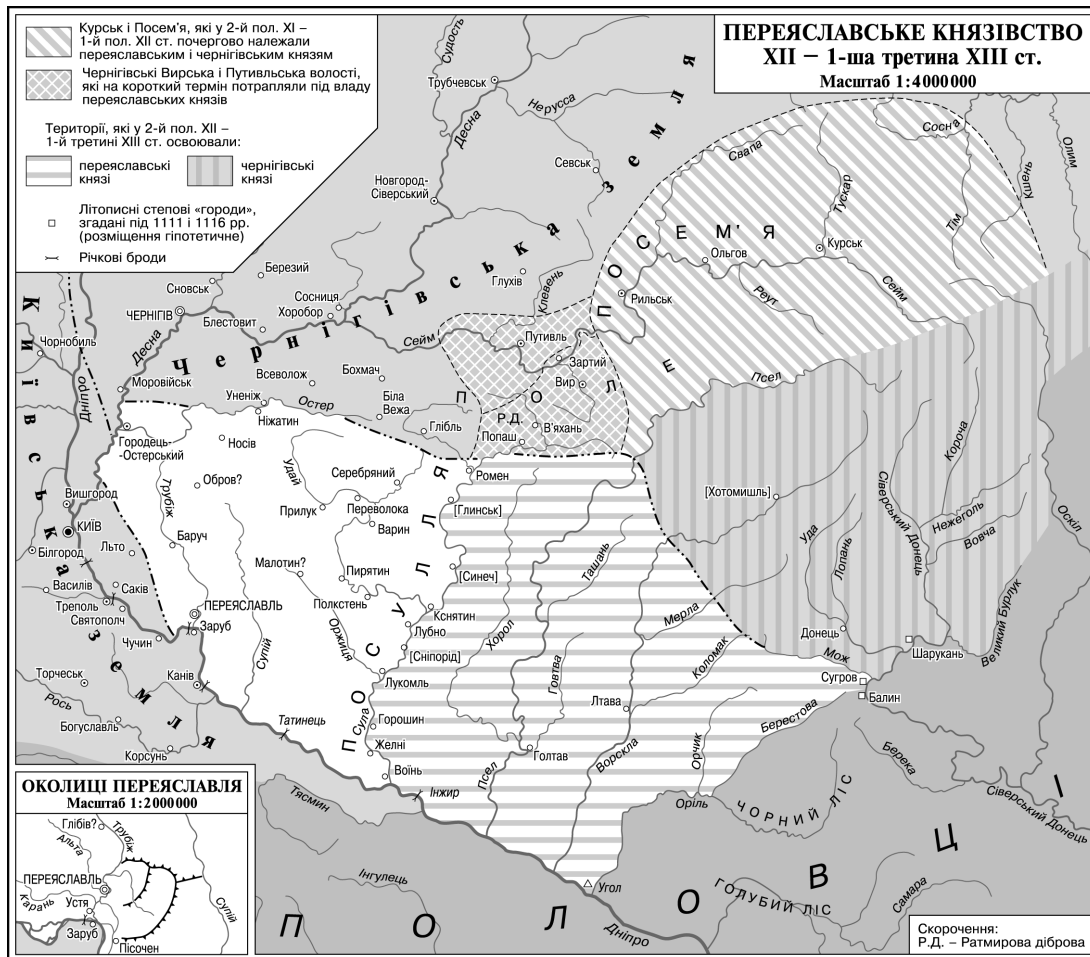 ПЕРЕЯСЛАВСЬКЕ КНЯЗІВСТВО
XII – 1-ша третина XIII ст.
Масштаб 1:4000000
Курськ і Посем'я, які у 2-й пол. XI –
1-й пол. XII ст. почергово належали
переяславським і чернігівським князям
Чернігівські Вирська і Путивльська волості,
які на короткий термін потрапляли під владу
переяславських князів
Території, які у 2-й пол. XII –
1-й третині XIII ст. освоювали:
переяславські
князі
чернігівські
князі
Літописні степові «городи»,
згадані під 1111 і 1116 рр.
(розміщення гіпотетичне)
Річкові броди
Судость
Трубчевськ
Нерусса
Десна
Севськ
Новгород-
Сіверський
Чернігівська земля
Свапа
Тускар
Сосна
Олим
Кшень
Тім
ПОСЕМ'Я
Ольгов
Курськ
Рильськ
Реут
Сейм
Березий
Сновськ
Сосниця
Хоробор
ЧЕРНІГІВ
Блестовит
Глухів
Клевень
Сейм
Путивль
Зартий
Вир
Десна
Київська земля
Чорнобиль
Дніпро
Моровійськ
Всеволож
Бохмач
Уненіж
Остер
Біла
Вежа
ПОЛЕ
Р.Д.
В'яхань
Попаш
Глібль
Псел
Ніжатин
Городець
-Остерський
Носів
Обров?
Удай
Серебряний
Ромен
[Глинськ]
Прилук
Переволока
Варин
Вишгород
КИЇВ
Трубіж
Баруч
Білгород
Льто
Малотин?
Пирятин
[Синеч]
ПОСУЛЛЯ
Василів
Саків
Треполь
Святополч
ПЕРЕЯСЛАВЛЬ
Заруб
Полкстень
Кснятин
Лубно
[Сніпорід]
Оржиця
Чучин
Супій
Торчеськ
Канів
Лукомль
Рось
Богуславль
Корсунь
Татинець
Сула
Горошин
Желні
Воїнь
Хорол
Ташань
Говтва
Мерла
Коломак
Лтава
Голтав
Псел
Ворскла
Орчик
Берестова
Інжир
[Хотомишль]
Уда
Лопань
Сіверський Донець
Короча
Нежеголь
Вовча
Оскіл
Великий Бурлук
Донець
Мож
Шарукань
Сугров
Балин
Берека
Сіверський Донець
Оріль
ЧОРНИЙ ЛІС
ГОЛУБИЙ ЛІС
Самара
Тясмин
Інгулець
Угол
Дніпро
ПОЛОВЦІ
ОКОЛИЦІ ПЕРЕЯСЛАВЛЯ
Масштаб 1:2000000
Глібів?
Трубіж
Альта
ПЕРЕЯСЛАВЛЬ
Карань
Устя
Заруб
Пісочен
Супій
Скорочення:
Р.Д. – Ратмирова діброва